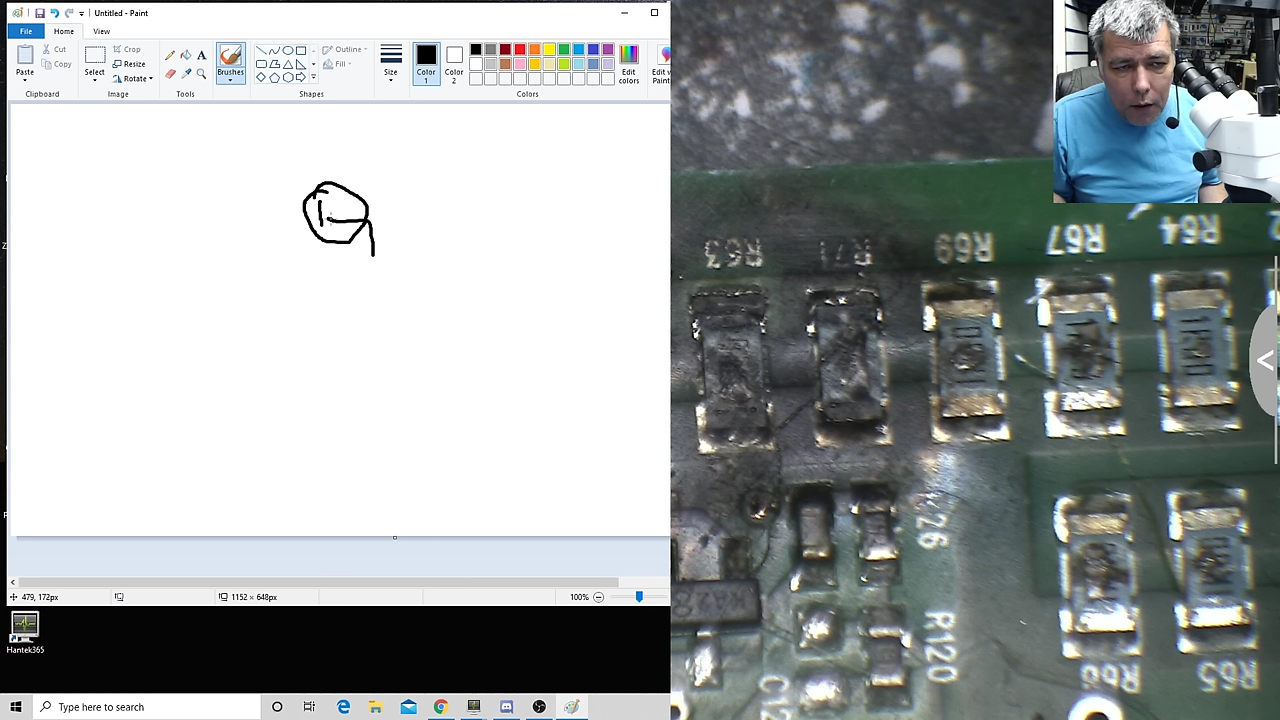 Untitled - Paint
File
Home
View
Paste
Cut
Copy
Clipboard
Select
Crop
Resize
Rotate
Image
Tools
Brushes
Shapes
Outline
Fill
Size
Color 1
Color 2
Edit colors
Colors
479, 172px
1152 × 648px
100%
Hantek365
Type here to search
R63
R71
R69
R67
R64
R66
R65
R120